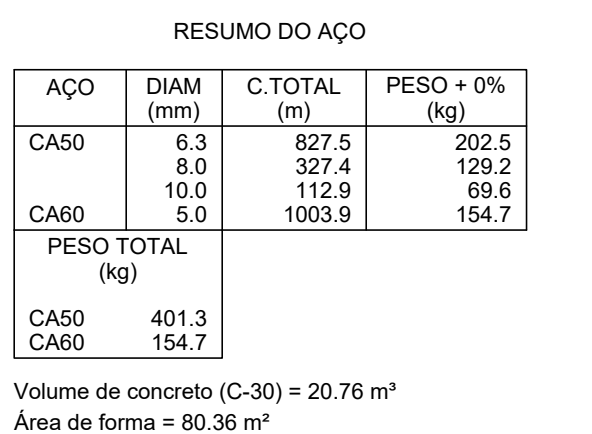 RESUMO DO AÇO
AÇO DIAM C.TOTAL PESO + 0%
(mm) (m) (kg)
CA50 6.3 827.5 202.5
8.0 327.4 129.2
10.0 112.9 69.6
CA60 5.0 1003.9 154.7
PESO TOTAL
(kg)
CA50 401.3
CA60 154.7
Volume de concreto (C-30) = 20.76 m³
Área de forma = 80.36 m²